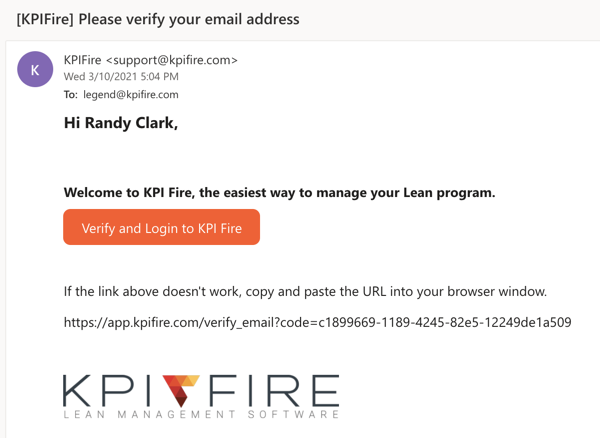 [KPIFire] Please verify your email address
K
KPIFire <support@kpifire.com>
Wed 3/10/2021 5:04 PM
To: legend@kpifire.com
Hi Randy Clark,
Welcome to KPI Fire, the easiest way to manage your Lean program.
Verify and Login to KPI Fire
If the link above doesn't work, copy and paste the URL into your browser window.
https://app.kpifire.com/verify_email?code=c1899669-1189-4245-82e5-12249de1a509
KPI FIRE
LEAN MANAGEMENT SOFTWARE